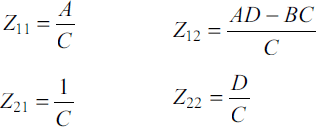 Z₁₁ = A/C    Z₁₂ = (AD − BC)/C
Z₂₁ = 1/C    Z₂₂ = D/C